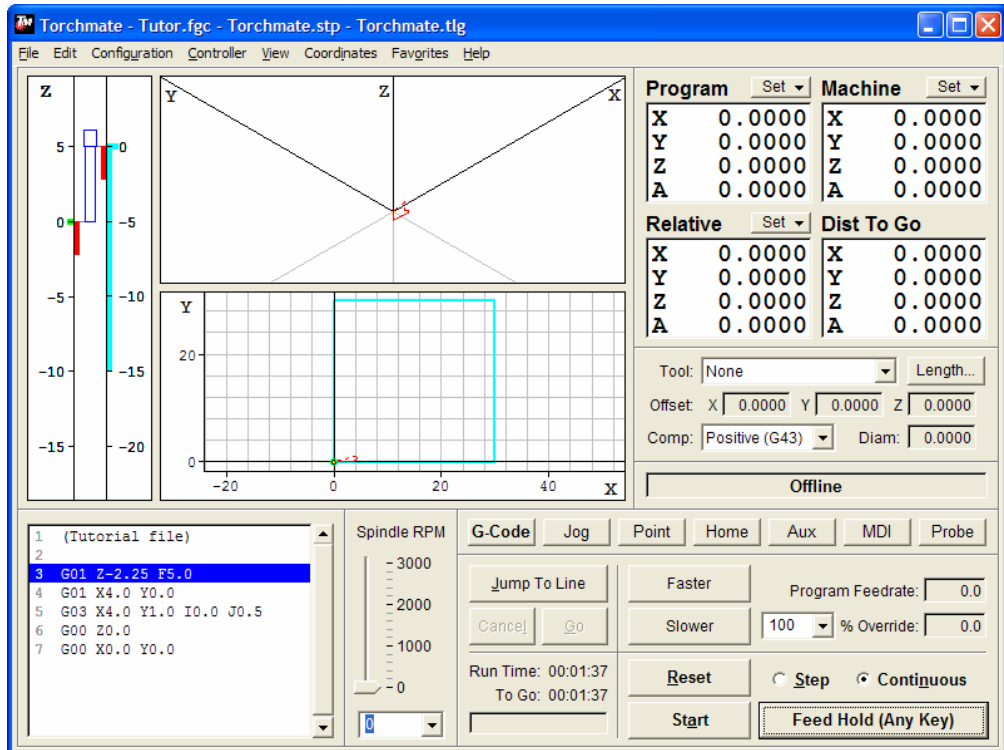 Torchmate - Tutor.fgc - Torchmate.stp - Torchmate.tlg
File Edit Configuration Controller View Coordinates Favorites Help
Z
5
0
-5
-10
-15
0
-5
-10
-15
-20
Y Z X
Y
20
0
-20 0 20 40 X
Program Set
X 0.0000
Y 0.0000
Z 0.0000
A 0.0000
Machine Set
X 0.0000
Y 0.0000
Z 0.0000
A 0.0000
Relative Set
X 0.0000
Y 0.0000
Z 0.0000
A 0.0000
Dist To Go
X 0.0000
Y 0.0000
Z 0.0000
A 0.0000
Tool: None Length...
Offset: X 0.0000 Y 0.0000 Z 0.0000
Comp: Positive (G43) Diam: 0.0000
Offline
1 (Tutorial file)
2
3 G01 Z-2.25 F5.0
4 G01 X4.0 Y0.0
5 G03 X4.0 Y1.0 I0.0 J0.5
6 G00 Z0.0
7 G00 X0.0 Y0.0
Spindle RPM
3000
2000
1000
0
0
G-Code Jog Point Home Aux MDI Probe
Jump To Line
Cancel Go
Run Time: 00:01:37
To Go: 00:01:37
Faster
Slower
Program Feedrate: 0.0
100 % Override: 0.0
Reset Step Continuous
Start Feed Hold (Any Key)